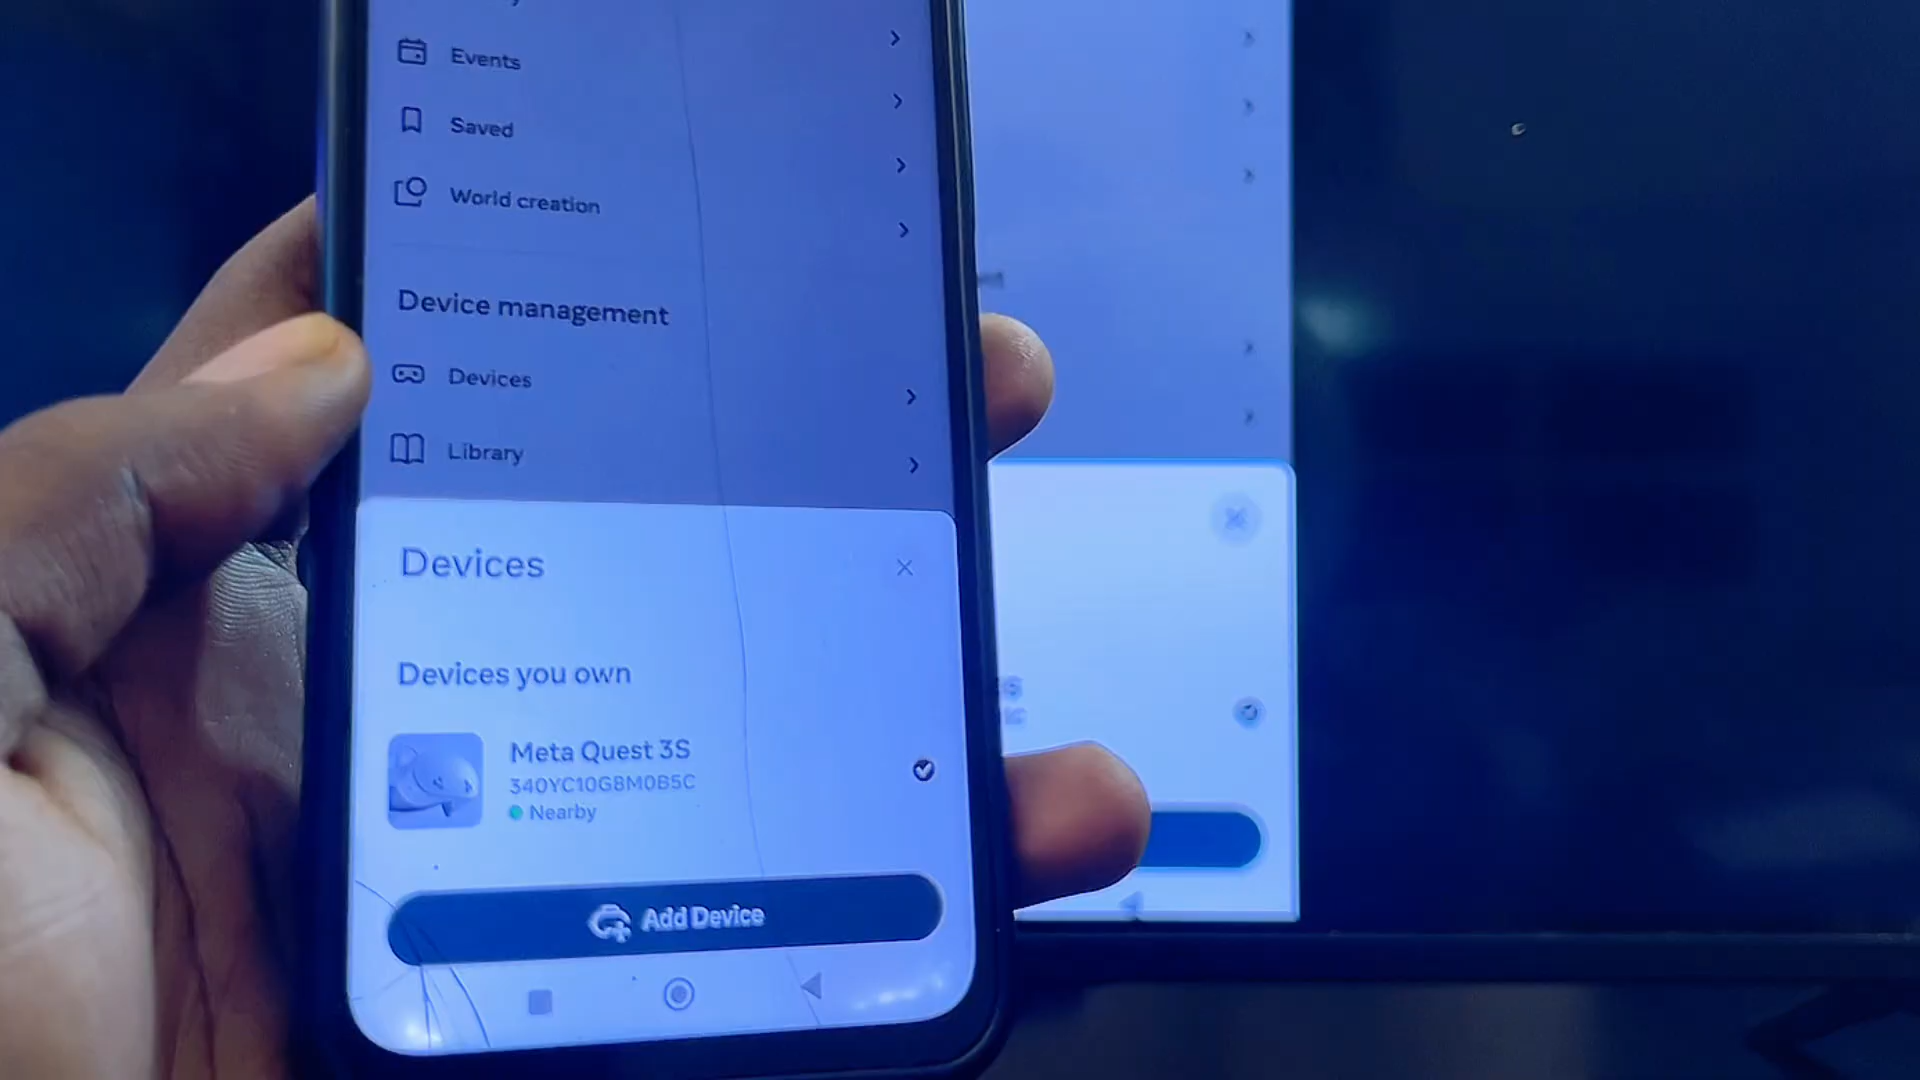 Events
Saved
World creation
Device management
Devices
Library
Devices
Devices you own
Meta Quest 3S
340YC10G8M0B5C
Nearby
Add Device